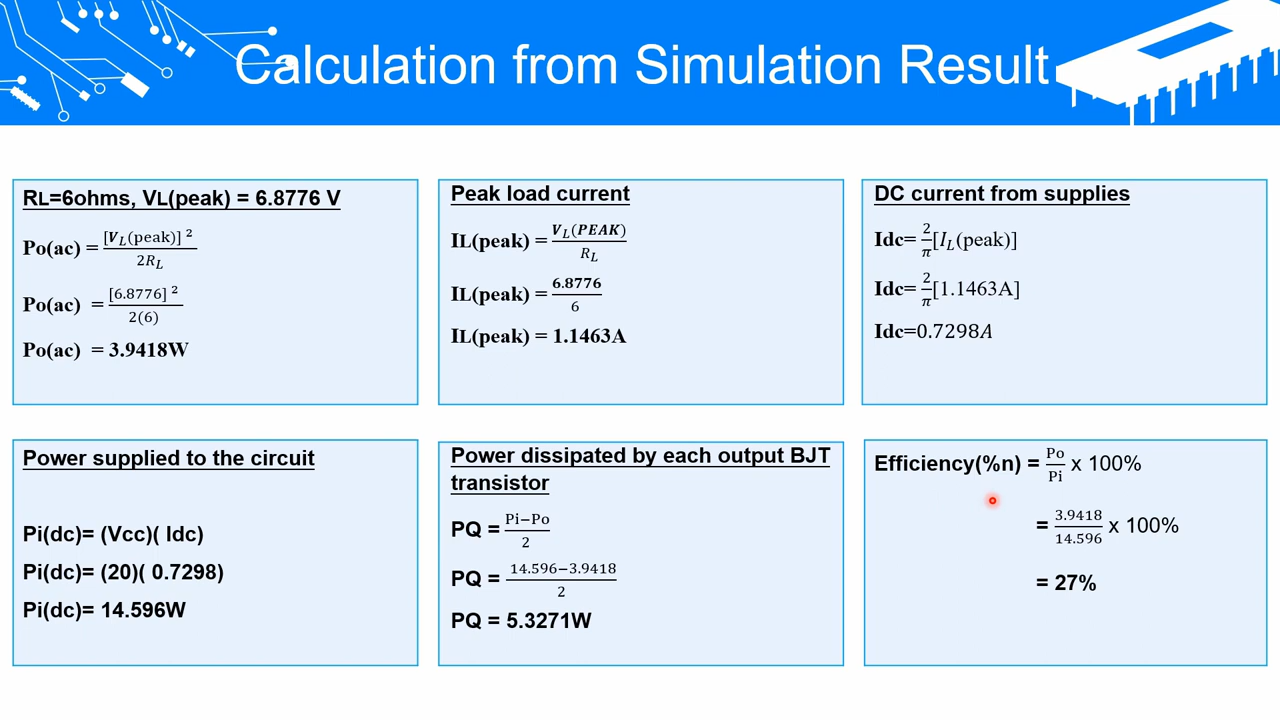 Calculation from Simulation Result
RL=6ohms, VL(peak) = 6.8776 V
Po(ac) = [V_L(peak)]² / 2R_L
Po(ac) = [6.8776]² / 2(6)
Po(ac) = 3.9418W
Peak load current
IL(peak) = V_L(PEAK) / R_L
IL(peak) = 6.8776 / 6
IL(peak) = 1.1463A
DC current from supplies
Idc= 2/π [I_L(peak)]
Idc= 2/π [1.1463A]
Idc=0.7298A
Power supplied to the circuit
Pi(dc)= (Vcc)( Idc)
Pi(dc)= (20)( 0.7298)
Pi(dc)= 14.596W
Power dissipated by each output BJT
transistor
PQ = Pi−Po / 2
PQ = 14.596−3.9418 / 2
PQ = 5.3271W
Efficiency(%n) = Po/Pi x 100%
= 3.9418/14.596 x 100%
= 27%